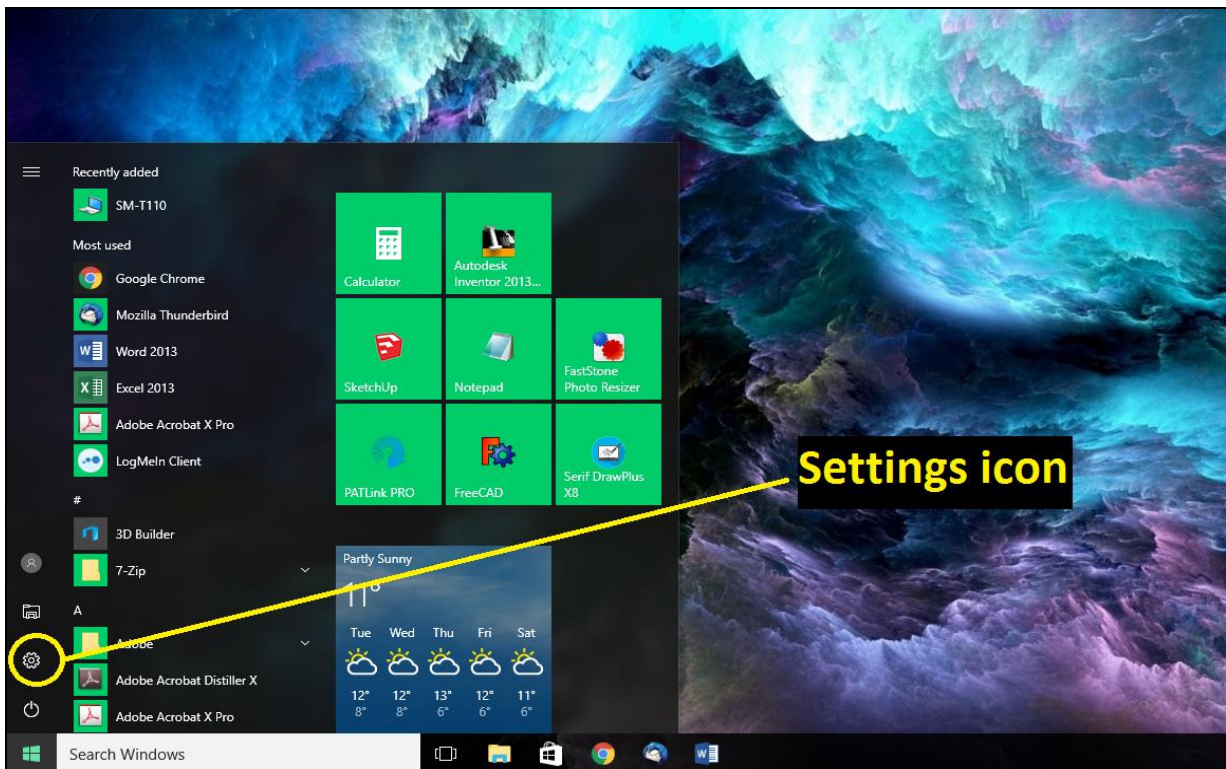 Recently added
SM-T110
Most used
Google Chrome
Mozilla Thunderbird
Word 2013
Excel 2013
Adobe Acrobat X Pro
LogMeIn Client
#
3D Builder
7-Zip
A
Adobe
Adobe Acrobat Distiller X
Adobe Acrobat X Pro
Calculator
Autodesk
Inventor 2013...
SketchUp
Notepad
FastStone
Photo Resizer
PATLink PRO
FreeCAD
Serif DrawPlus
X8
Partly Sunny
11°
Tue Wed Thu Fri Sat
12° 12° 13° 12° 11°
8° 8° 6° 6° 6°
Settings icon
Search Windows